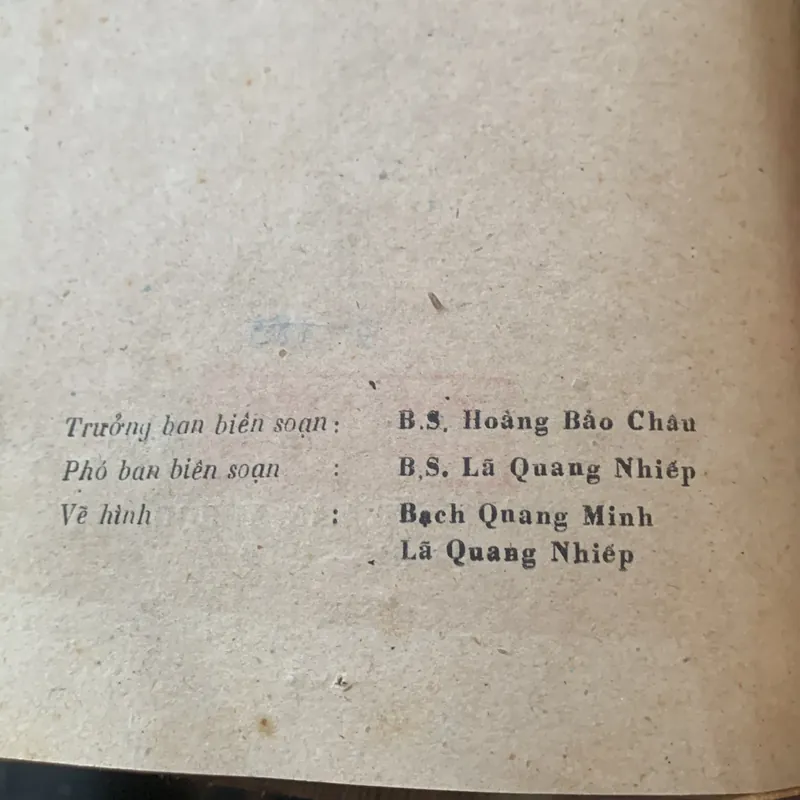 Trưởng ban biên soạn : B.S. Hoàng Bảo Châu
Phó ban biên soạn : B.S. Lã Quang Nhiếp
Vẽ hình : Bạch Quang Minh
Lã Quang Nhiếp